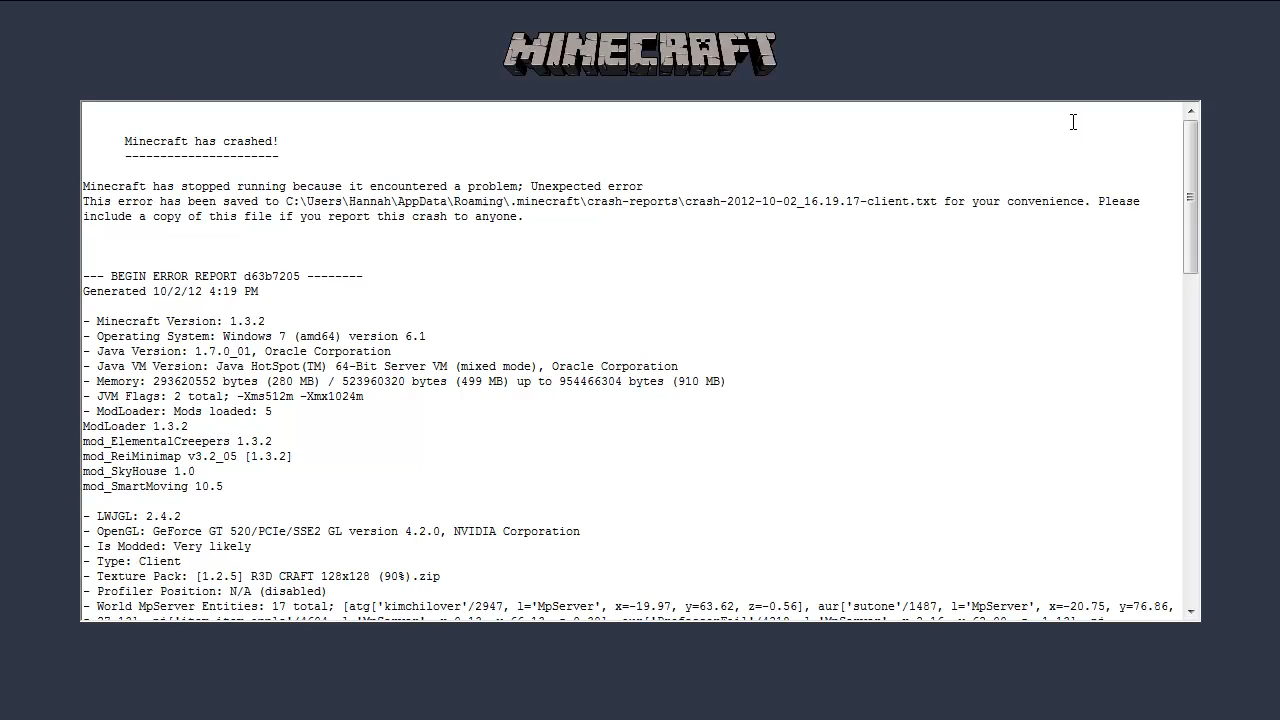 MINECRAFT
Minecraft has crashed!
----------------------
Minecraft has stopped running because it encountered a problem; Unexpected error
This error has been saved to C:\Users\Hannah\AppData\Roaming\.minecraft\crash-reports\crash-2012-10-02_16.19.17-client.txt for your convenience. Please
include a copy of this file if you report this crash to anyone.
--- BEGIN ERROR REPORT d63b7205 --------
Generated 10/2/12 4:19 PM
- Minecraft Version: 1.3.2
- Operating System: Windows 7 (amd64) version 6.1
- Java Version: 1.7.0_01, Oracle Corporation
- Java VM Version: Java HotSpot(TM) 64-Bit Server VM (mixed mode), Oracle Corporation
- Memory: 293620552 bytes (280 MB) / 523960320 bytes (499 MB) up to 954466304 bytes (910 MB)
- JVM Flags: 2 total; -Xms512m -Xmx1024m
- ModLoader: Mods loaded: 5
ModLoader 1.3.2
mod_ElementalCreepers 1.3.2
mod_ReiMinimap v3.2_05 [1.3.2]
mod_SkyHouse 1.0
mod_SmartMoving 10.5
- LWJGL: 2.4.2
- OpenGL: GeForce GT 520/PCIe/SSE2 GL version 4.2.0, NVIDIA Corporation
- Is Modded: Very likely
- Type: Client
- Texture Pack: [1.2.5] R3D CRAFT 128x128 (90%).zip
- Profiler Position: N/A (disabled)
- World MpServer Entities: 17 total; [atg['kimchilover'/2947, l='MpServer', x=-19.97, y=63.62, z=-0.56], aur['sutone'/1487, l='MpServer', x=-20.75, y=76.86,